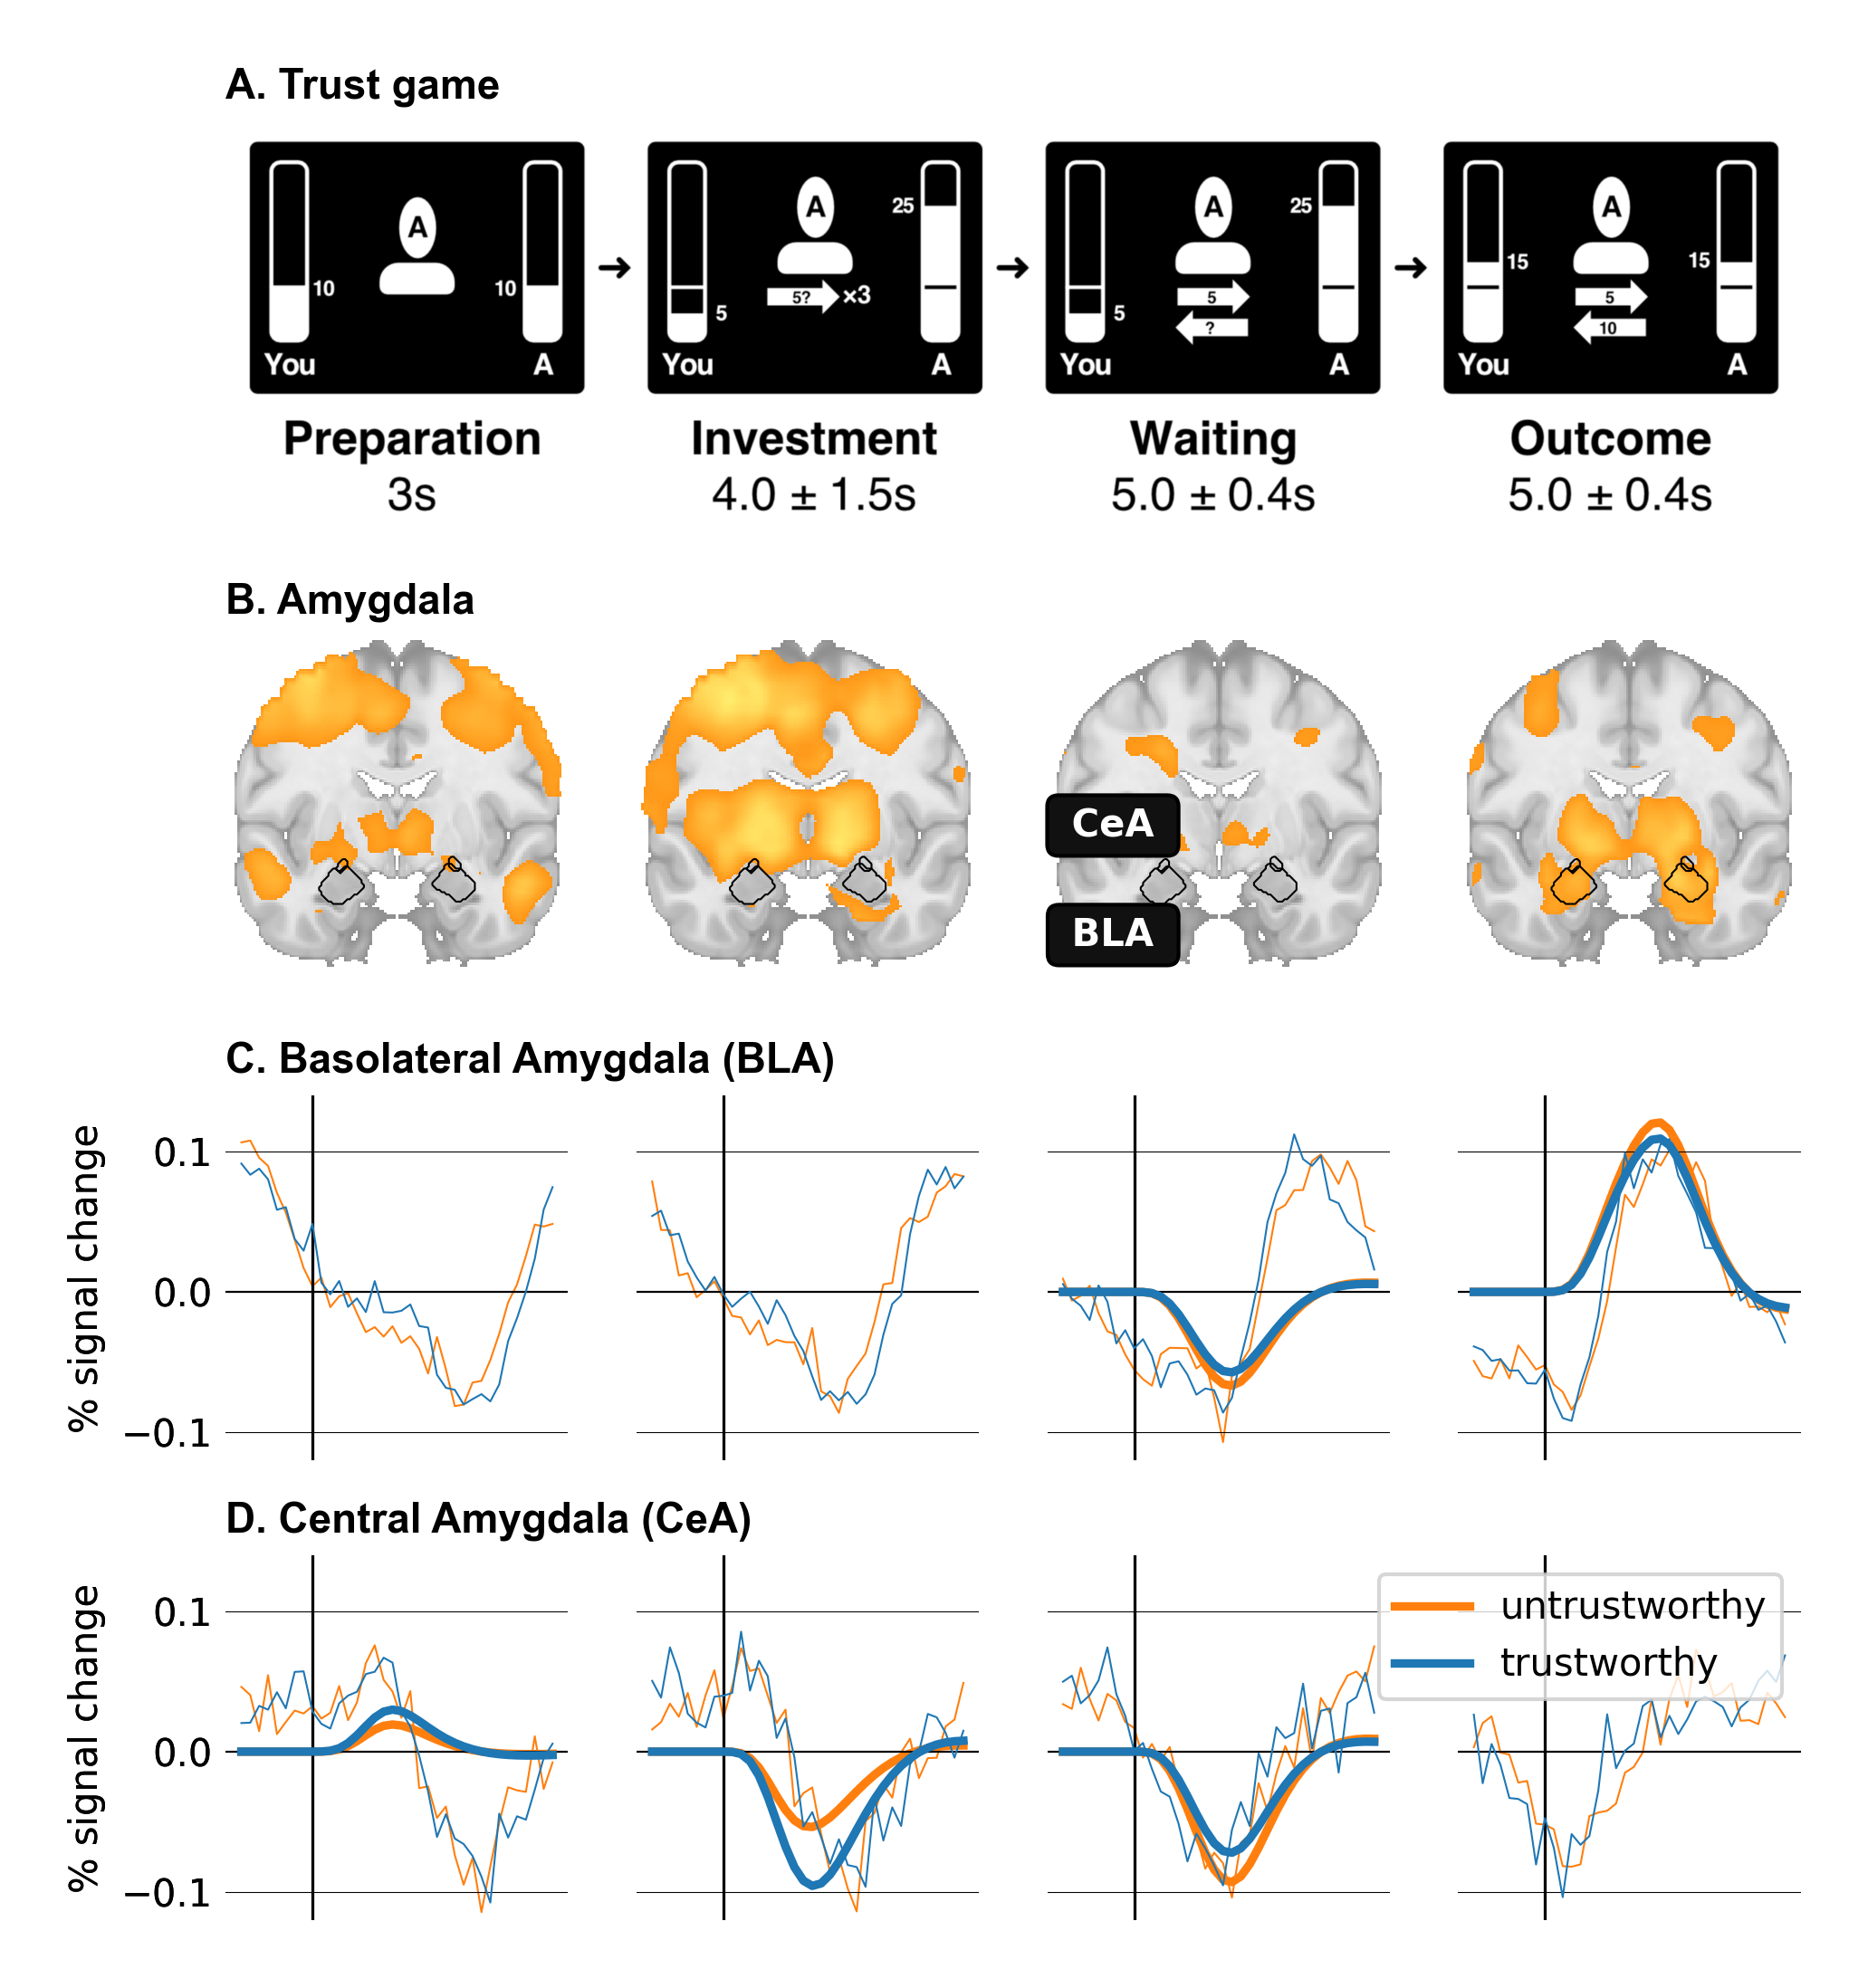 A. Trust game
10
A
10
You
A
A
25
5?
×3
5
You
A
A
25
5
?
5
You
A
A
15
15
5
10
You
A
Preparation
3s
Investment
4.0 ± 1.5s
Waiting
5.0 ± 0.4s
Outcome
5.0 ± 0.4s
B. Amygdala
CeA
BLA
C. Basolateral Amygdala (BLA)
% signal change
0.1
0.0
−0.1
D. Central Amygdala (CeA)
% signal change
0.1
0.0
−0.1
untrustworthy
trustworthy